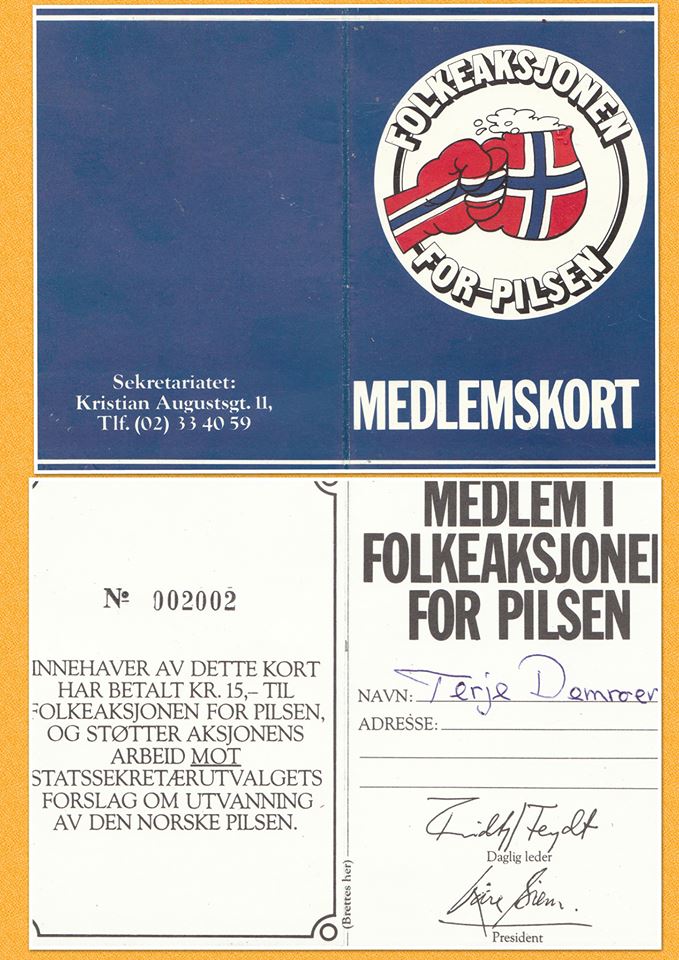 FOLKEAKSJONEN
FOR PILSEN
Sekretariatet:
Kristian Augustsgt. 11,
Tlf. (02) 33 40 59
MEDLEMSKORT
Nº 002002
INNEHAVER AV DETTE KORT
HAR BETALT KR. 15,– TIL
FOLKEAKSJONEN FOR PILSEN,
OG STØTTER AKSJONENS
ARBEID MOT
STATSSEKRETÆRUTVALGETS
FORSLAG OM UTVANNING
AV DEN NORSKE PILSEN.
(Brettes her)
MEDLEM I
FOLKEAKSJONEN
FOR PILSEN
NAVN: Terje Demroer
ADRESSE:
Daglig leder
President